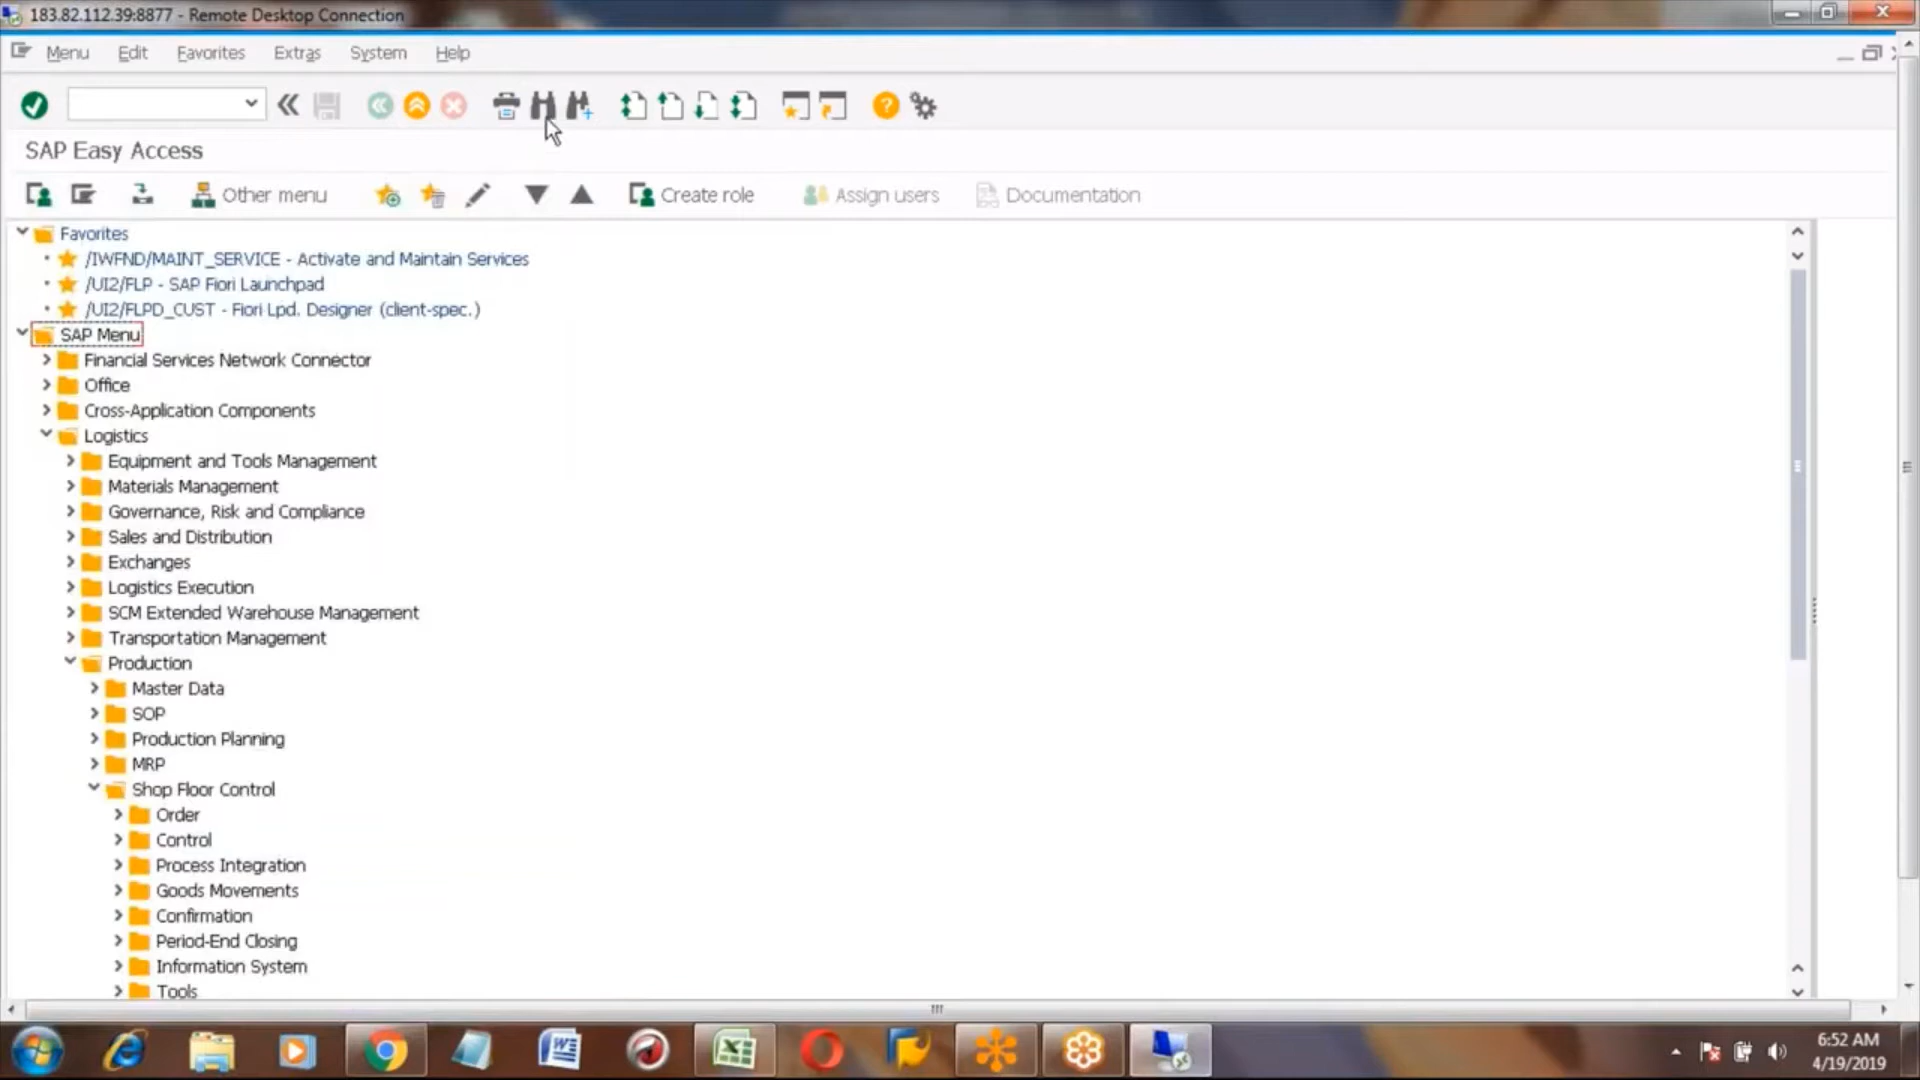 183.82.112.39:8877 - Remote Desktop Connection
Menu Edit Favorites Extras System Help
SAP Easy Access
Other menu Create role Assign users Documentation
Favorites
/IWFND/MAINT_SERVICE - Activate and Maintain Services
/UI2/FLP - SAP Fiori Launchpad
/UI2/FLPD_CUST - Fiori Lpd. Designer (client-spec.)
SAP Menu
Financial Services Network Connector
Office
Cross-Application Components
Logistics
Equipment and Tools Management
Materials Management
Governance, Risk and Compliance
Sales and Distribution
Exchanges
Logistics Execution
SCM Extended Warehouse Management
Transportation Management
Production
Master Data
SOP
Production Planning
MRP
Shop Floor Control
Order
Control
Process Integration
Goods Movements
Confirmation
Period-End Closing
Information System
Tools
6:52 AM
4/19/2019